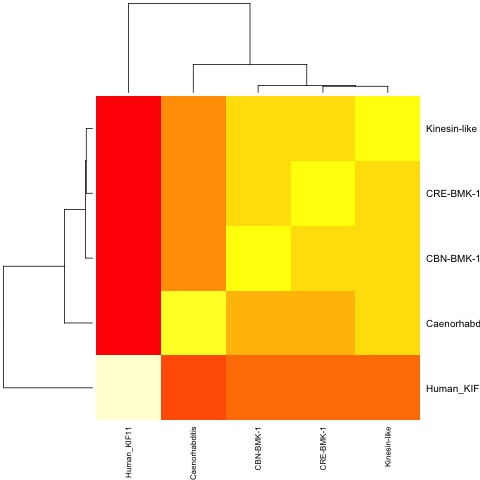 Kinesin-like
CRE-BMK-1
CBN-BMK-1
Caenorhabd
Human_KIF
Human_KIF11
Caenorhabditis
CBN-BMK-1
CRE-BMK-1
Kinesin-like